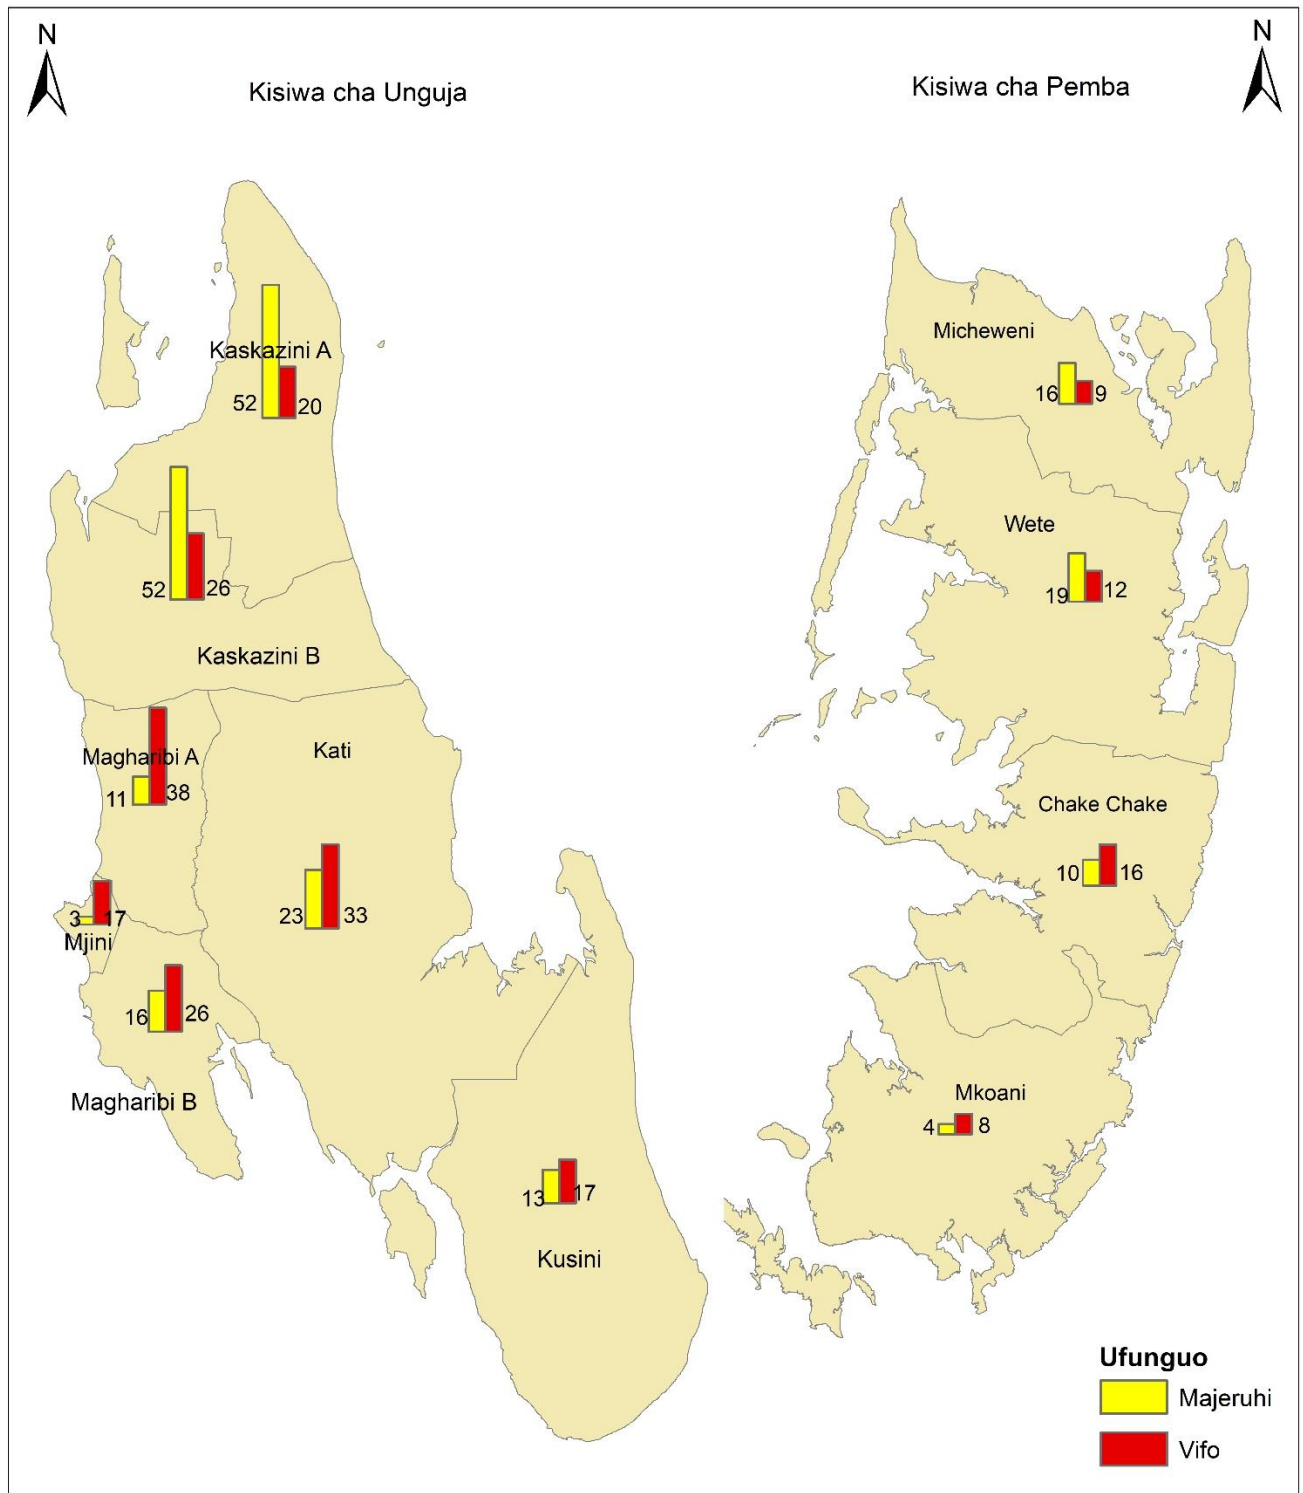 N
Kisiwa cha Unguja
Kaskazini A
52
20
52
26
Kaskazini B
Magharibi A
11
38
Kati
23
33
3
17
Mjini
16
26
Magharibi B
13
17
Kusini
N
Kisiwa cha Pemba
Micheweni
16
9
Wete
19
12
Chake Chake
10
16
Mkoani
4
8
Ufunguo
Majeruhi
Vifo